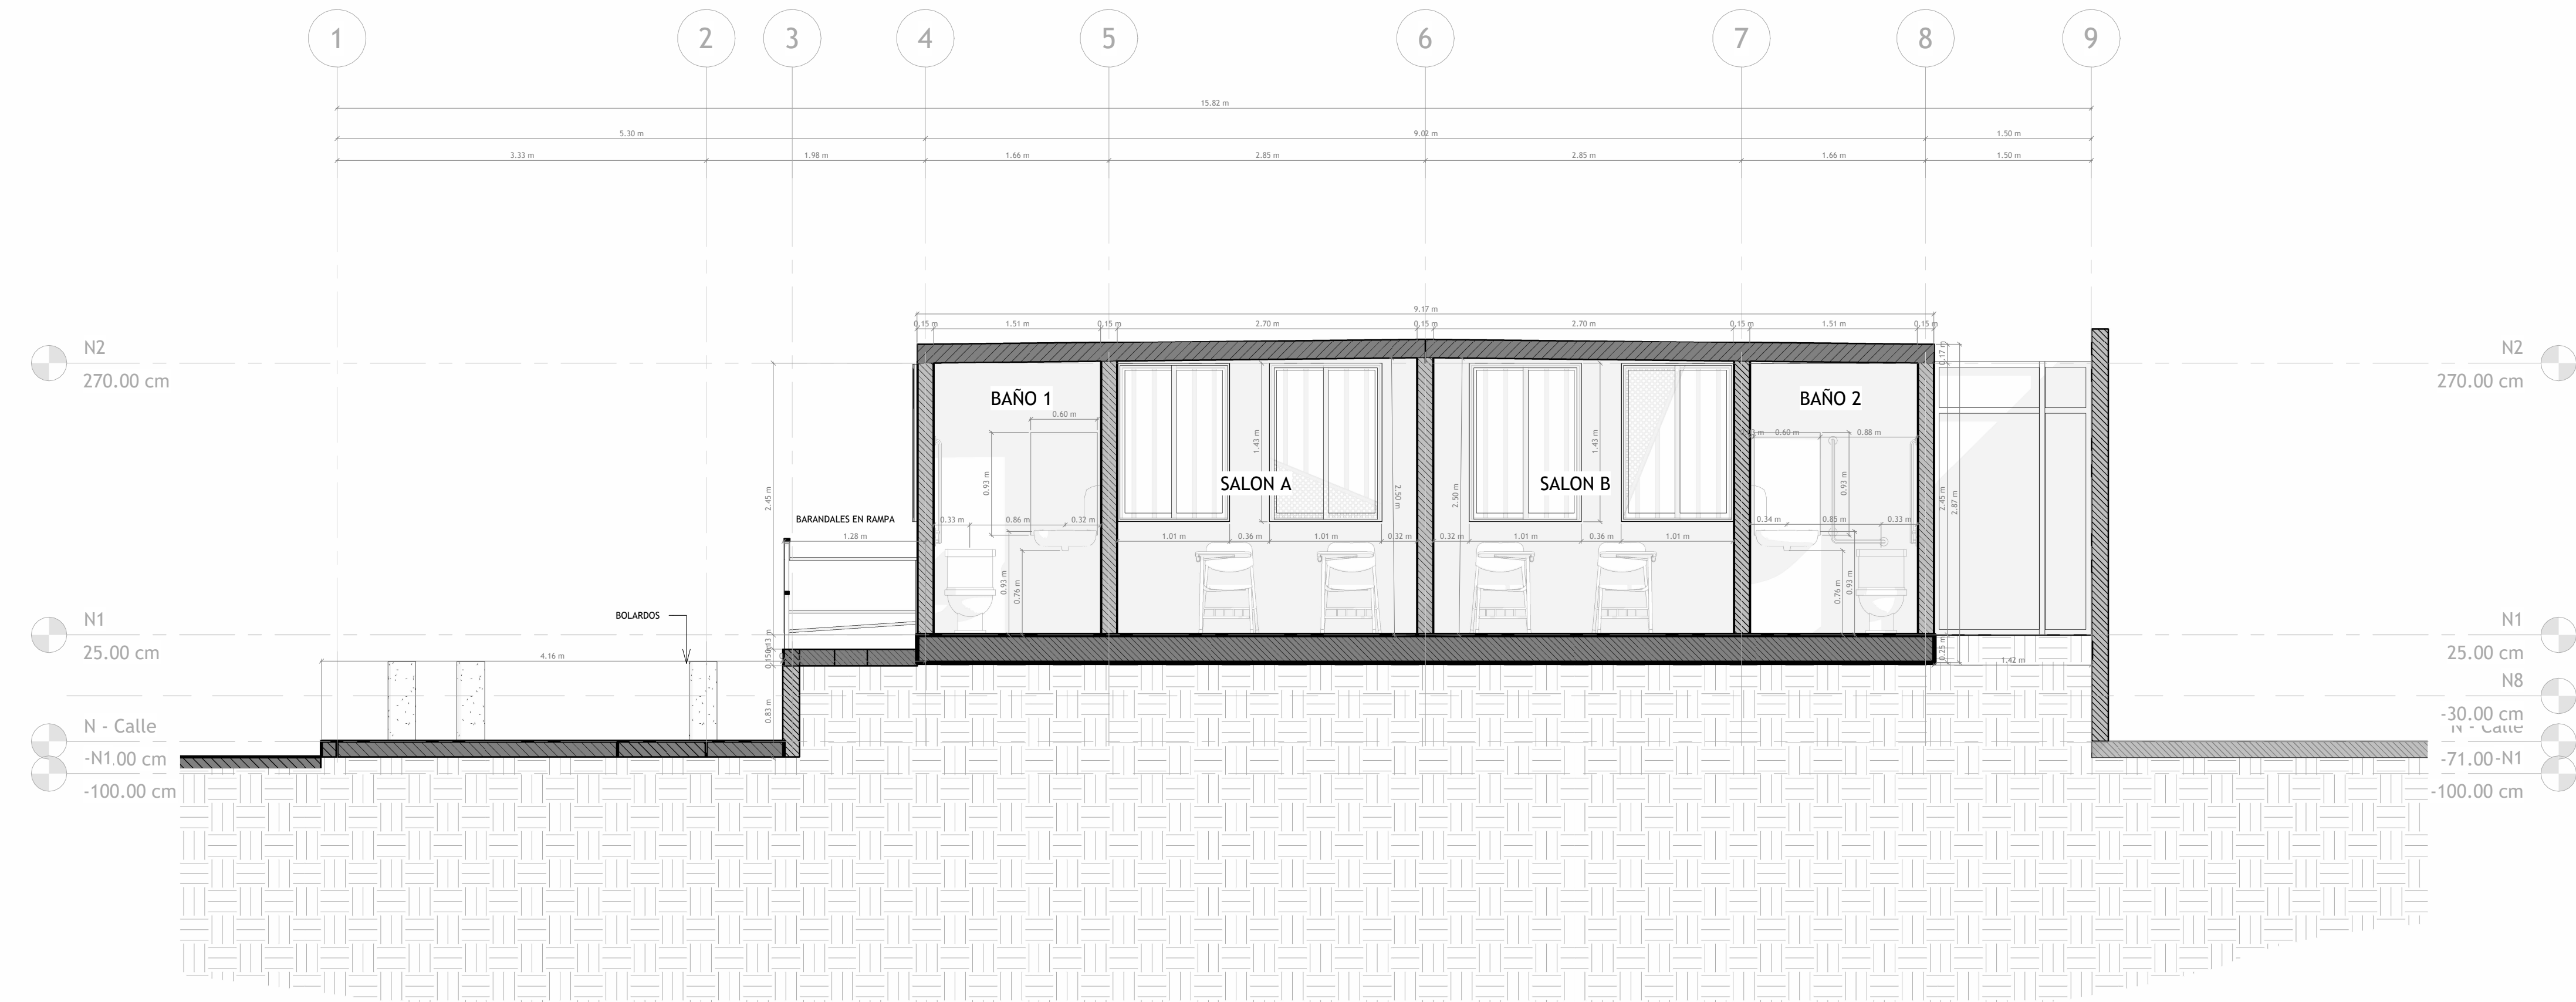 1
2
3
4
5
6
7
8
9
15.82 m
5.30 m
9.02 m
1.50 m
3.33 m
1.98 m
1.66 m
2.85 m
2.85 m
1.66 m
1.50 m
9.17 m
0.15 m
1.51 m
0.15 m
2.70 m
0.15 m
2.70 m
0.15 m
1.51 m
0.15 m
N2
270.00 cm
N2
270.00 cm
0.17 m
BAÑO 1
BAÑO 2
0.60 m
0.60 m
0.88 m
1.43 m
1.43 m
SALON A
SALON B
0.93 m
0.93 m
2.45 m
2.50 m
2.50 m
2.45 m
2.87 m
BARANDALES EN RAMPA
0.33 m
0.86 m
0.32 m
0.34 m
0.85 m
0.33 m
1.28 m
1.01 m
0.36 m
1.01 m
0.32 m
0.32 m
1.01 m
0.36 m
1.01 m
0.93 m
0.76 m
0.76 m
0.93 m
BOLARDOS
N1
25.00 cm
N1
25.00 cm
4.16 m
0.25 m
1.42 m
N8
-30.00 cm
0.83 m
N - Calle
N - Calle
-N1.00 cm
-71.00-N1
-100.00 cm
-100.00 cm